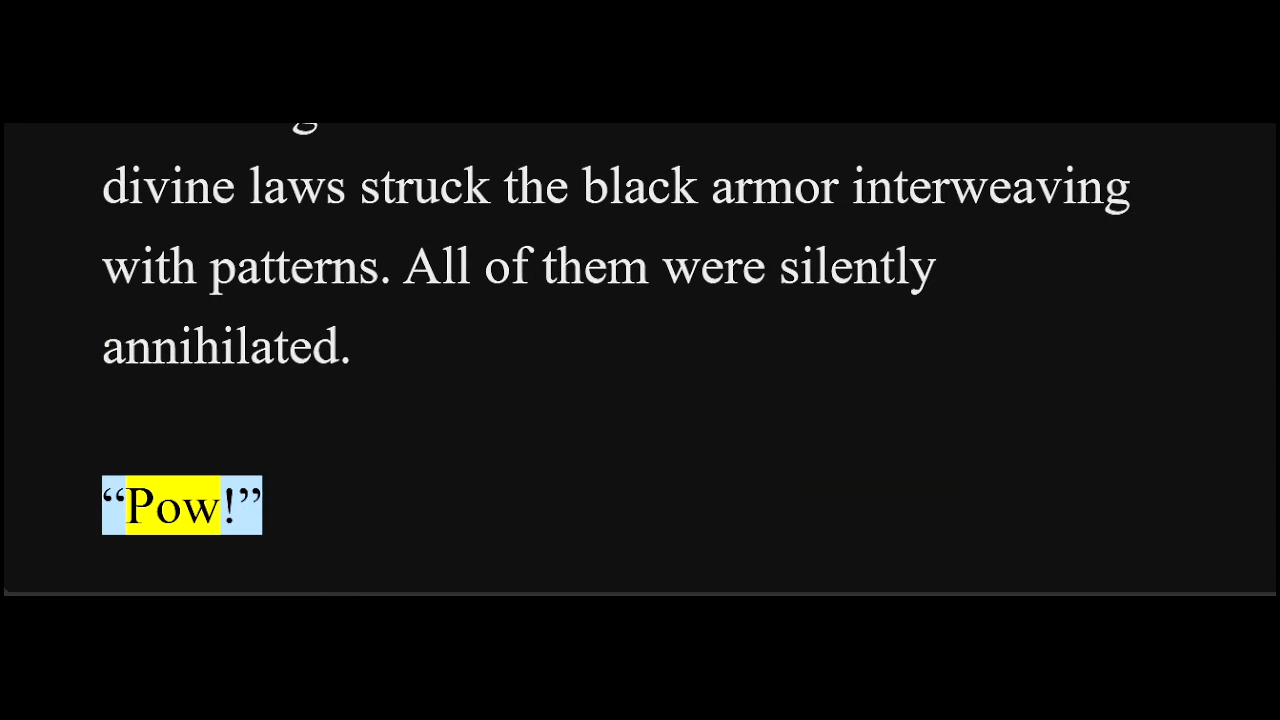 divine laws struck the black armor interweaving
with patterns. All of them were silently
annihilated.
“Pow!”